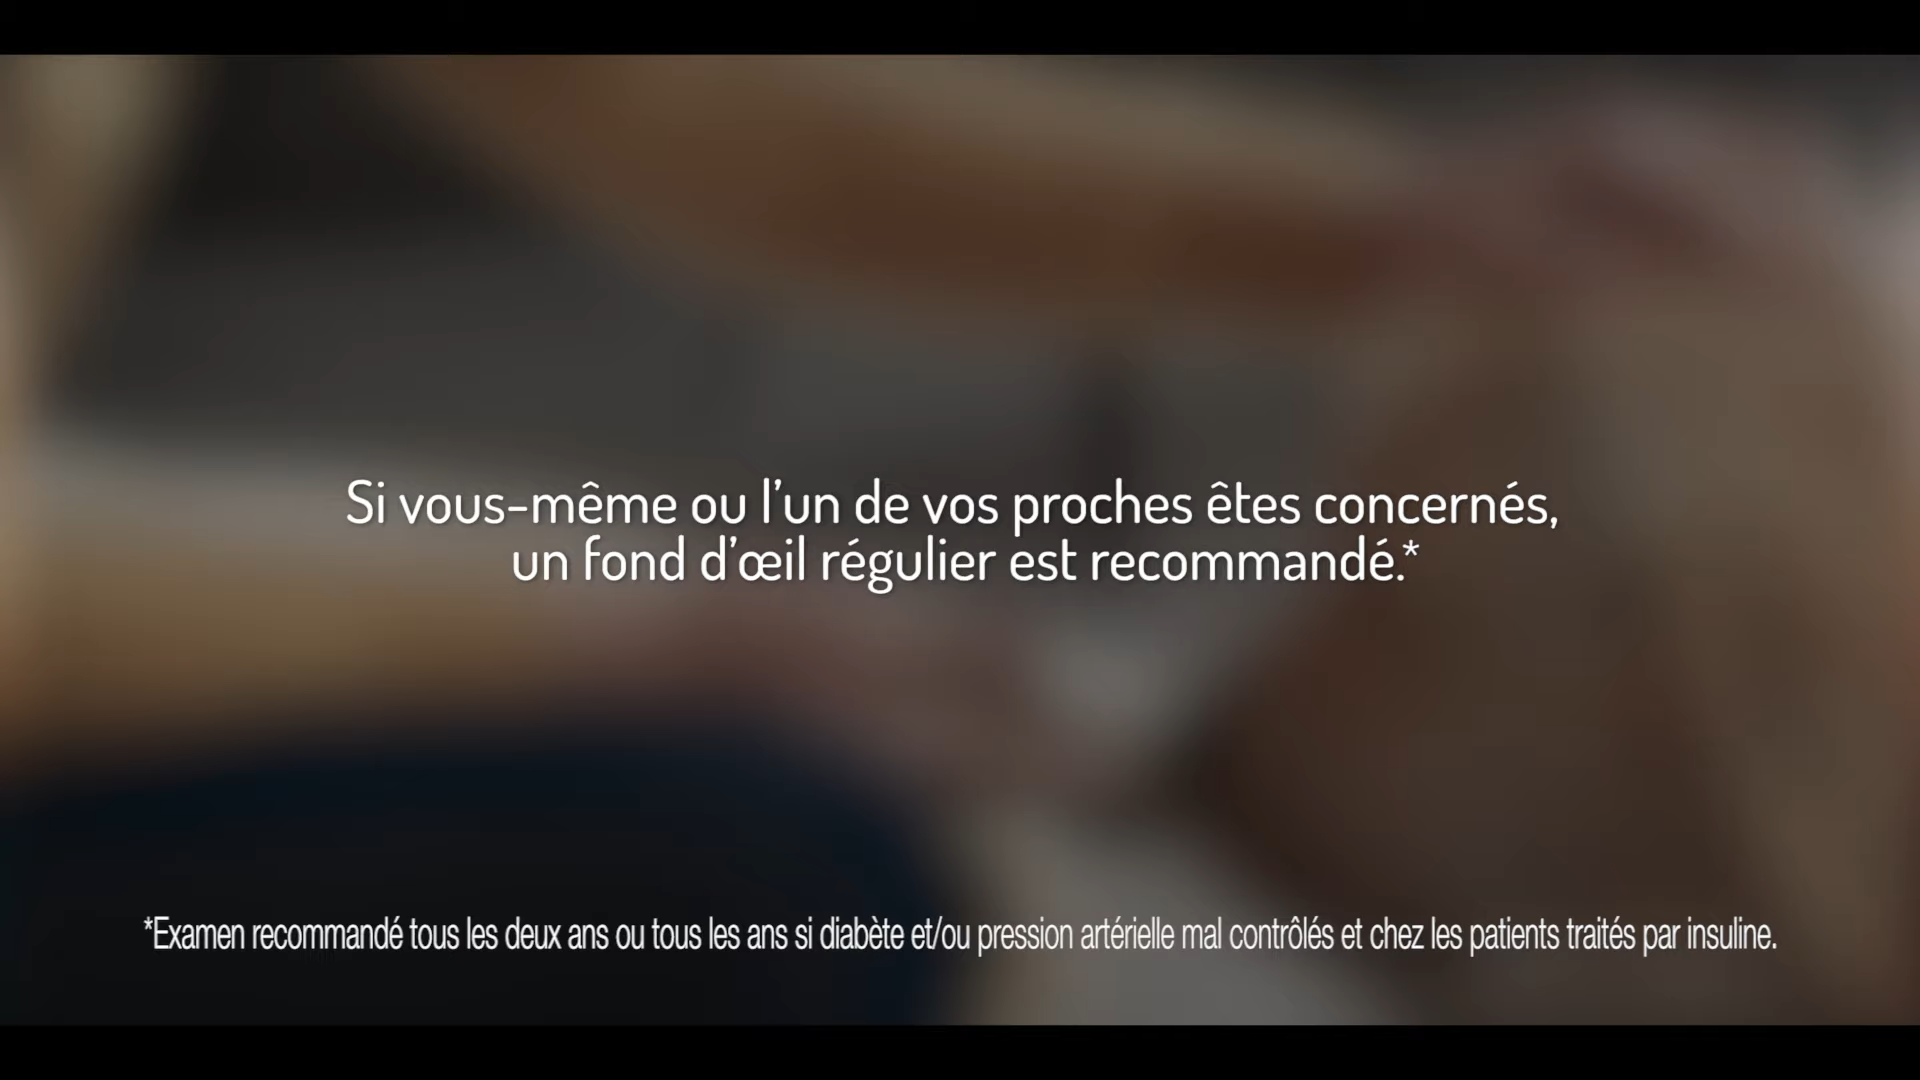 Si vous-même ou l’un de vos proches êtes concernés,
un fond d’œil régulier est recommandé.*
*Examen recommandé tous les deux ans ou tous les ans si diabète et/ou pression artérielle mal contrôlés et chez les patients traités par insuline.